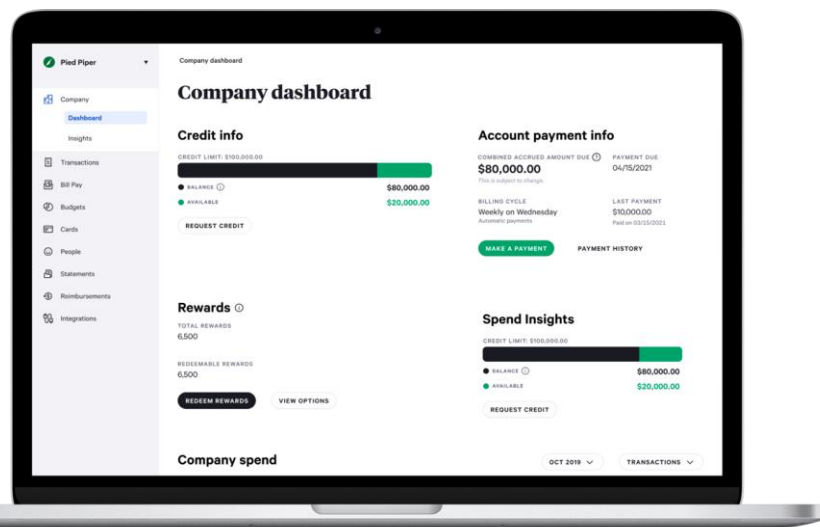 Pied Piper
Company
Dashboard
Insights
Transactions
Bill Pay
Budgets
Cards
People
Statements
Reimbursements
Integrations
Company dashboard
Company dashboard
Credit info
CREDIT LIMIT: $100,000.00
BALANCE $80,000.00
AVAILABLE $20,000.00
REQUEST CREDIT
Account payment info
COMBINED ACCRUED AMOUNT DUE PAYMENT DUE
$80,000.00 04/15/2021
This is subject to change.
BILLING CYCLE LAST PAYMENT
Weekly on Wednesday $10,000.00
Automatic payments Paid on 03/15/2021
MAKE A PAYMENT PAYMENT HISTORY
Rewards
TOTAL REWARDS
6,500
REDEEMABLE REWARDS
6,500
REDEEM REWARDS VIEW OPTIONS
Spend Insights
CREDIT LIMIT: $100,000.00
BALANCE $80,000.00
AVAILABLE $20,000.00
REQUEST CREDIT
Company spend
OCT 2019 TRANSACTIONS